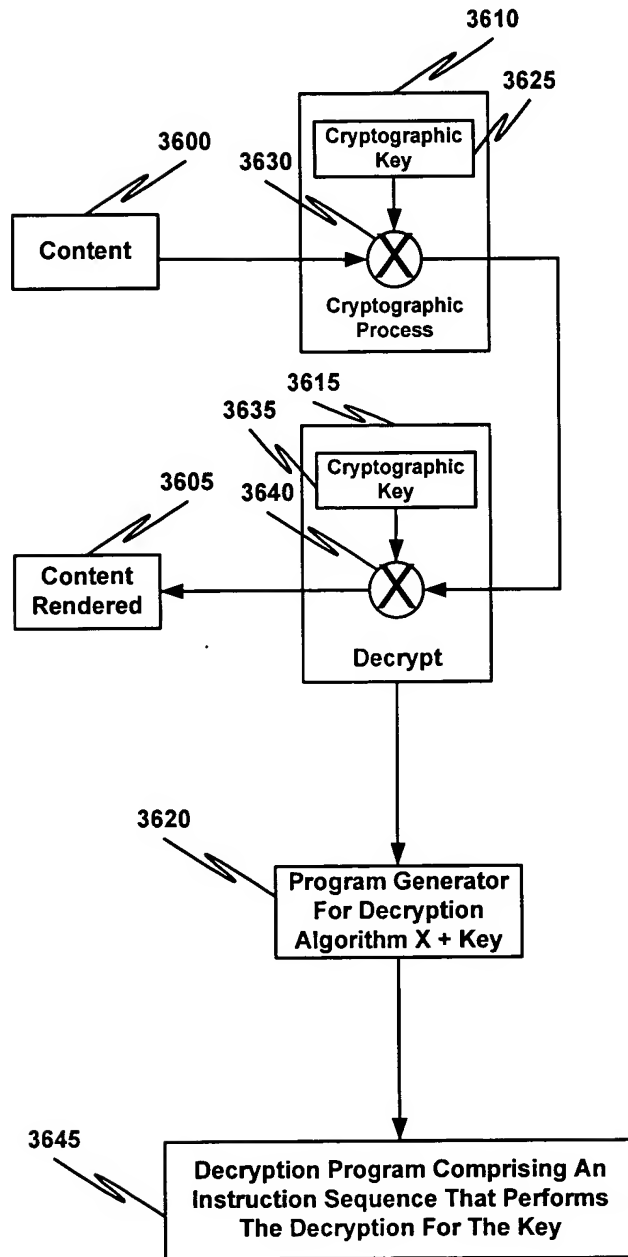 3610
3625
Cryptographic
Key
3600
3630
Content
X
Cryptographic
Process
3615
3635
Cryptographic
Key
3605
3640
Content
Rendered
X
Decrypt
3620
Program Generator
For Decryption
Algorithm X + Key
3645
Decryption Program Comprising An
Instruction Sequence That Performs
The Decryption For The Key